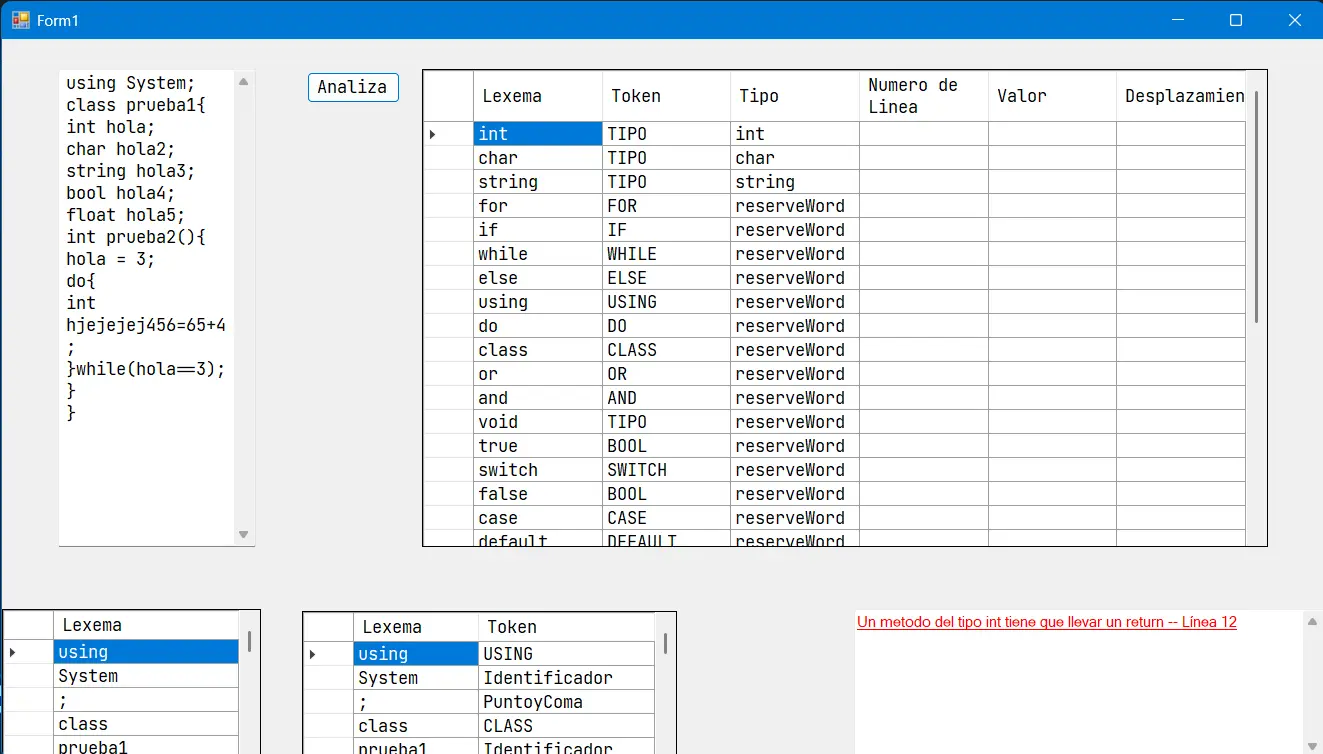 Form1
using System;
class prueba1{
int hola;
char hola2;
string hola3;
bool hola4;
float hola5;
int prueba2(){
hola = 3;
do{
int
hjejejej456=65+4
;
}while(hola==3);
}
}
Analiza
Lexema Token Tipo Numero de Linea Valor Desplazamien
int TIPO int
char TIPO char
string TIPO string
for FOR reserveWord
if IF reserveWord
while WHILE reserveWord
else ELSE reserveWord
using USING reserveWord
do DO reserveWord
class CLASS reserveWord
or OR reserveWord
and AND reserveWord
void TIPO reserveWord
true BOOL reserveWord
switch SWITCH reserveWord
false BOOL reserveWord
case CASE reserveWord
default DEFAULT reserveWord
Lexema
using
System
;
class
prueba1
Lexema Token
using USING
System Identificador
; PuntoyComa
class CLASS
prueba1 Identificador
Un metodo del tipo int tiene que llevar un return -- Línea 12